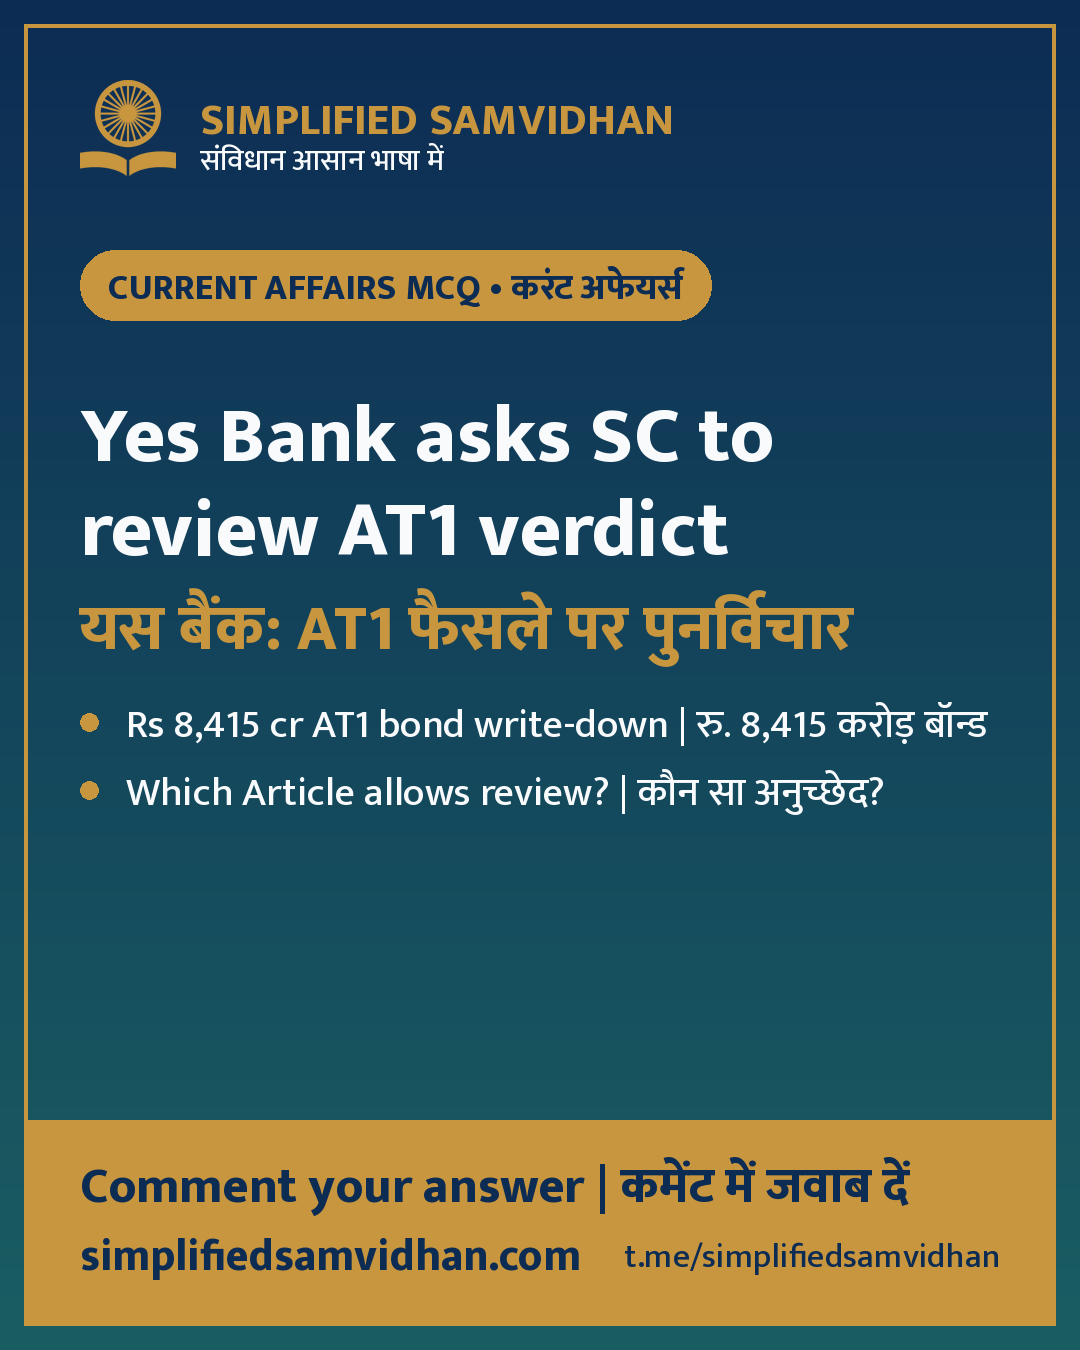 SIMPLIFIED SAMVIDHAN
संविधान आसान भाषा में
CURRENT AFFAIRS MCQ • करंट अफेयर्स
Yes Bank asks SC to
review AT1 verdict
यस बैंक: AT1 फैसले पर पुनर्विचार
Rs 8,415 cr AT1 bond write-down | रु. 8,415 करोड़ बॉन्ड
Which Article allows review? | कौन सा अनुच्छेद?
Comment your answer | कमेंट में जवाब दें
simplifiedsamvidhan.com t.me/simplifiedsamvidhan